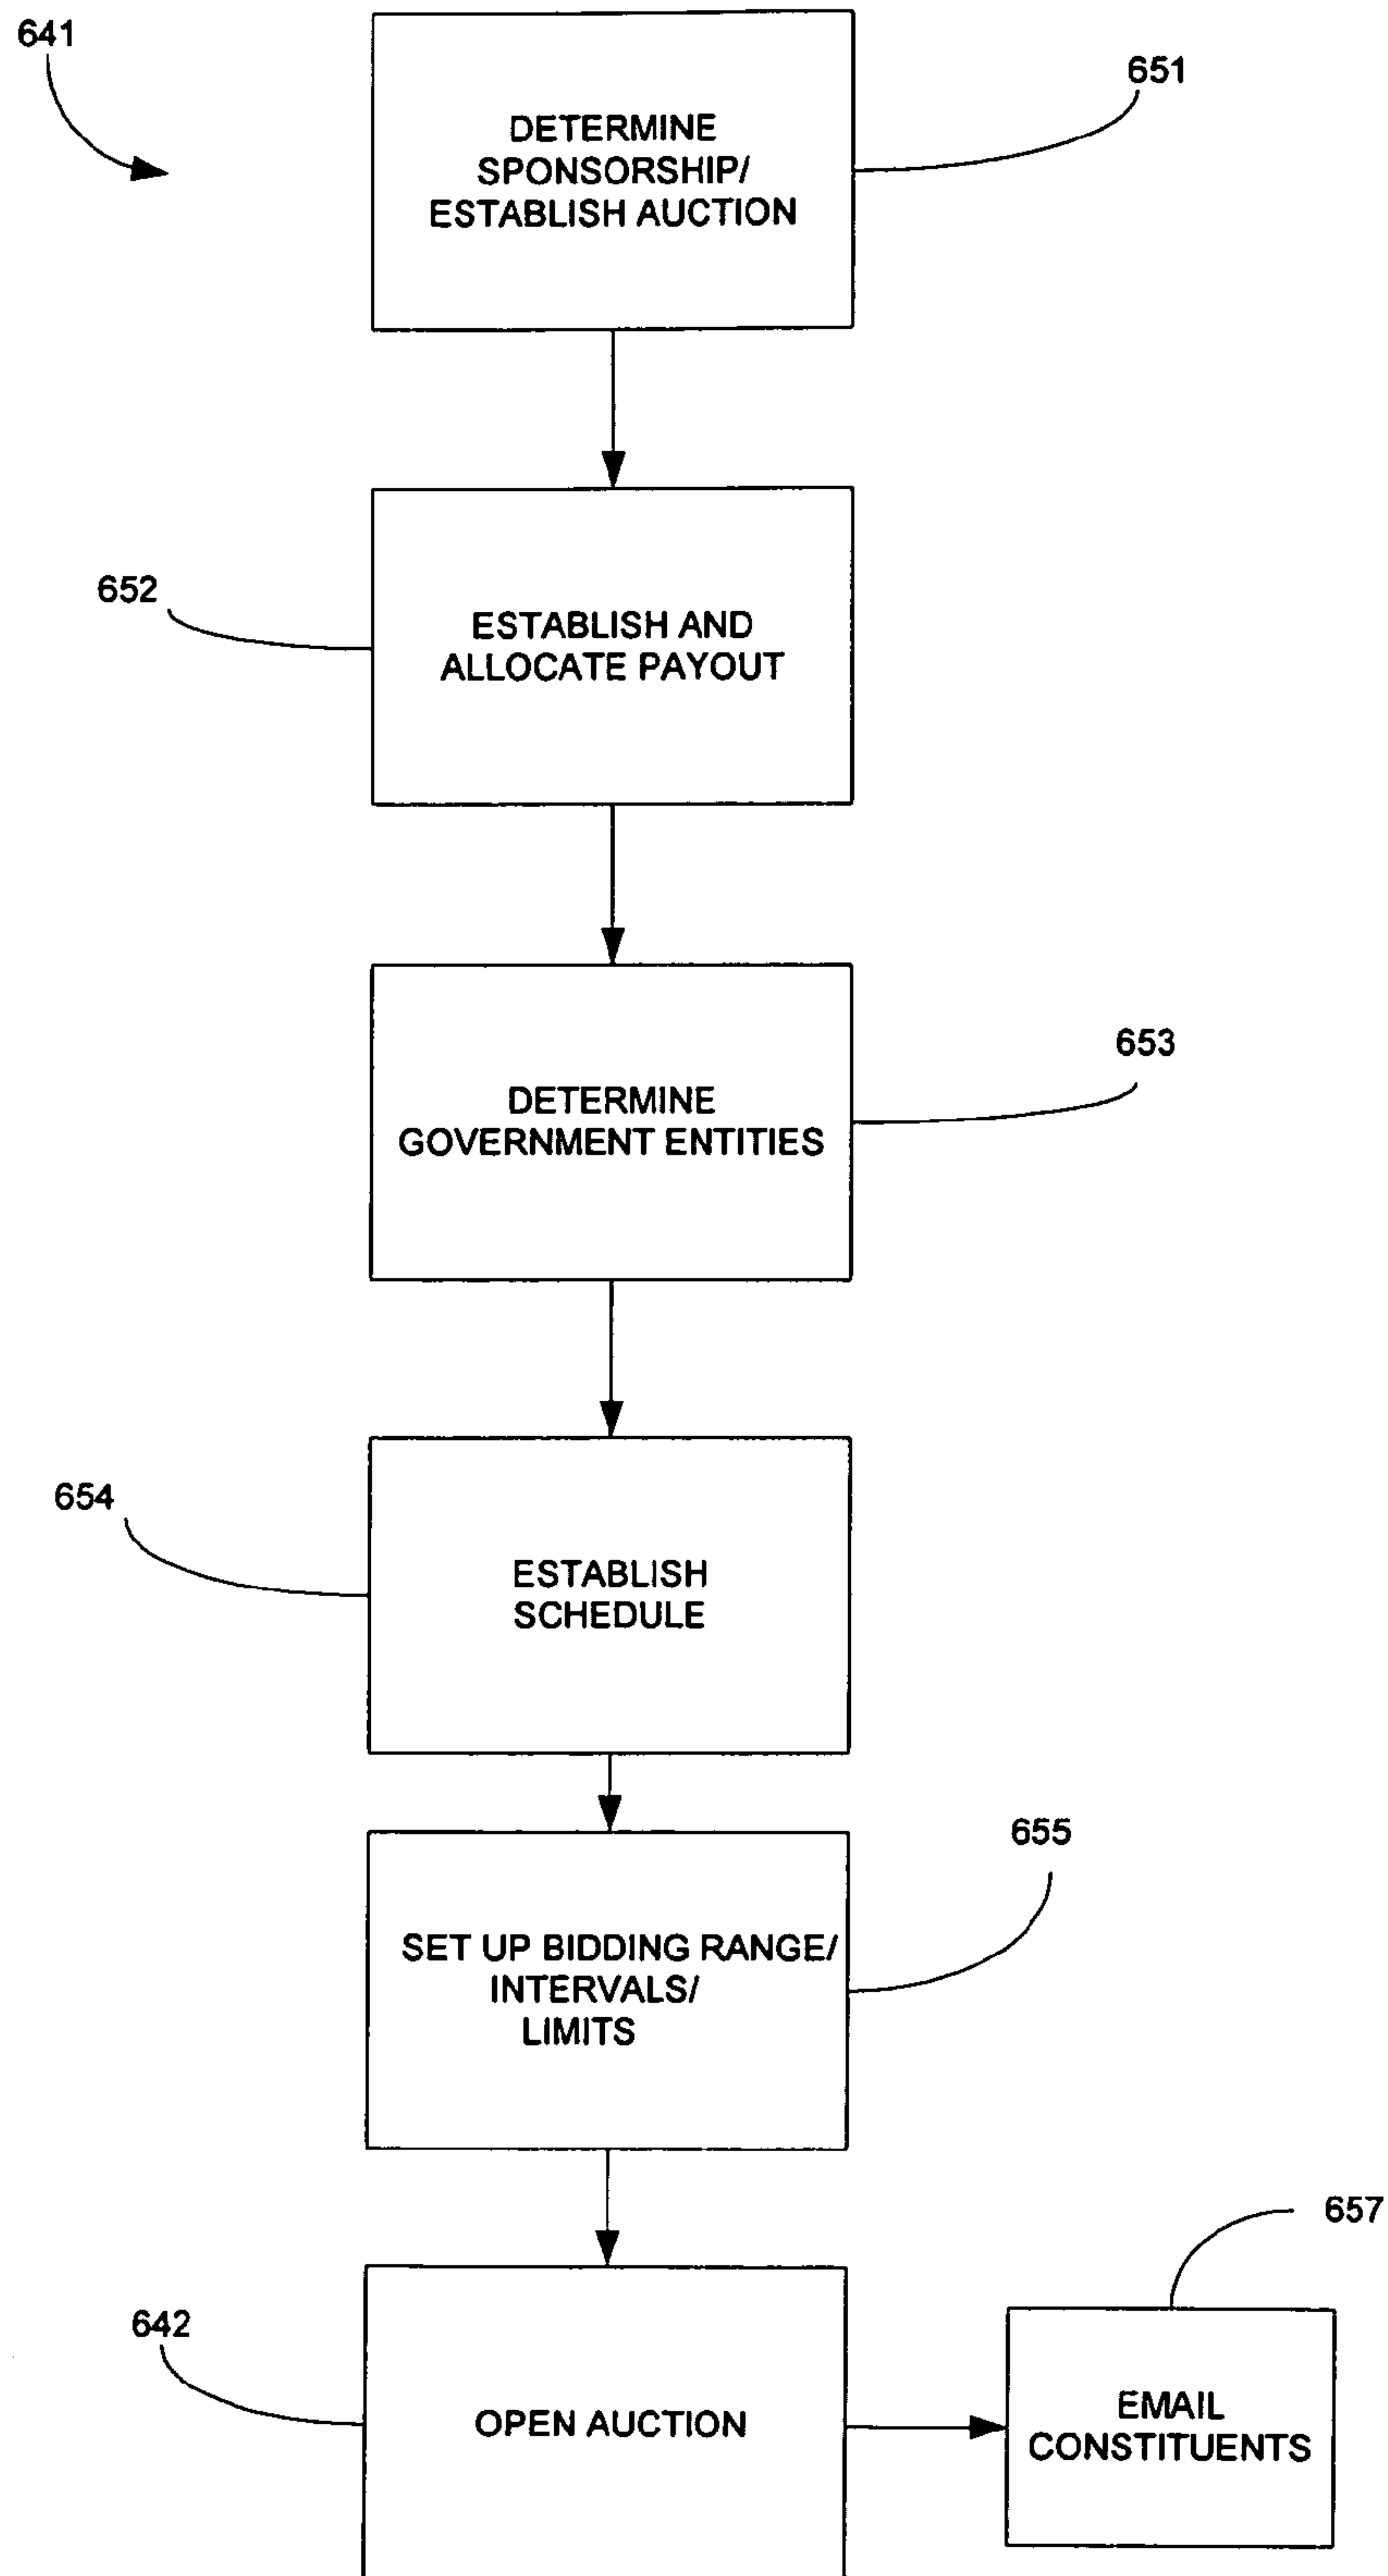 641
651
DETERMINE
SPONSORSHIP/
ESTABLISH AUCTION
652
ESTABLISH AND
ALLOCATE PAYOUT
653
DETERMINE
GOVERNMENT ENTITIES
654
ESTABLISH
SCHEDULE
655
SET UP BIDDING RANGE/
INTERVALS/
LIMITS
657
642
OPEN AUCTION
EMAIL
CONSTITUENTS